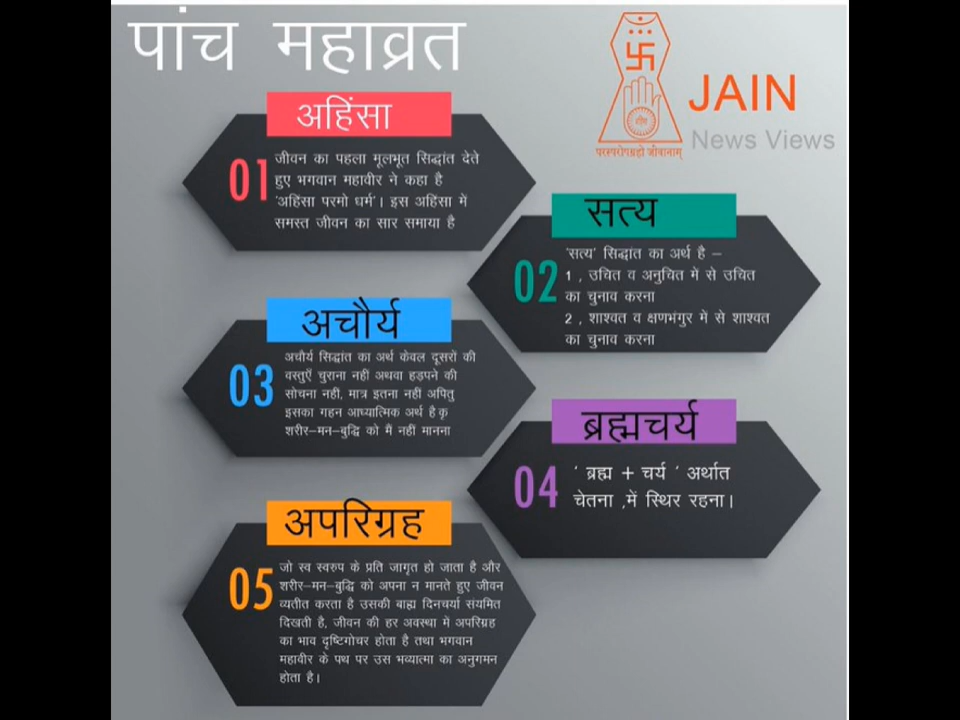 पांच महाव्रत
JAIN
News Views
परस्परोपग्रहो जीवानाम्
अहिंसा
01
जीवन का पहला मूलभूत सिद्धांत देते
हुए भगवान महावीर ने कहा है
'अहिंसा परमो धर्म'। इस अहिंसा में
समस्त जीवन का सार समाया है
सत्य
02
'सत्य' सिद्धांत का अर्थ है –
1 , उचित व अनुचित में से उचित
का चुनाव करना
2 , शाश्वत व क्षणभंगुर में से शाश्वत
का चुनाव करना
अचौर्य
03
अचौर्य सिद्धांत का अर्थ केवल दूसरों की
वस्तुएँ चुराना नहीं अथवा हड़पने की
सोचना नहीं, मात्र इतना नहीं अपितु
इसका गहन आध्यात्मिक अर्थ है कृ
शरीर–मन–बुद्धि को मैं नहीं मानना
ब्रह्मचर्य
04
' ब्रह्म + चर्य ' अर्थात
चेतना ,में स्थिर रहना।
अपरिग्रह
05
जो स्व स्वरुप के प्रति जागृत हो जाता है और
शरीर–मन–बुद्धि को अपना न मानते हुए जीवन
व्यतीत करता है उसकी बाह्य दिनचर्या संयमित
दिखती है, जीवन की हर अवस्था में अपरिग्रह
का भाव दृष्टिगोचर होता है तथा भगवान
महावीर के पथ पर उस भव्यात्मा का अनुगमन
होता है।